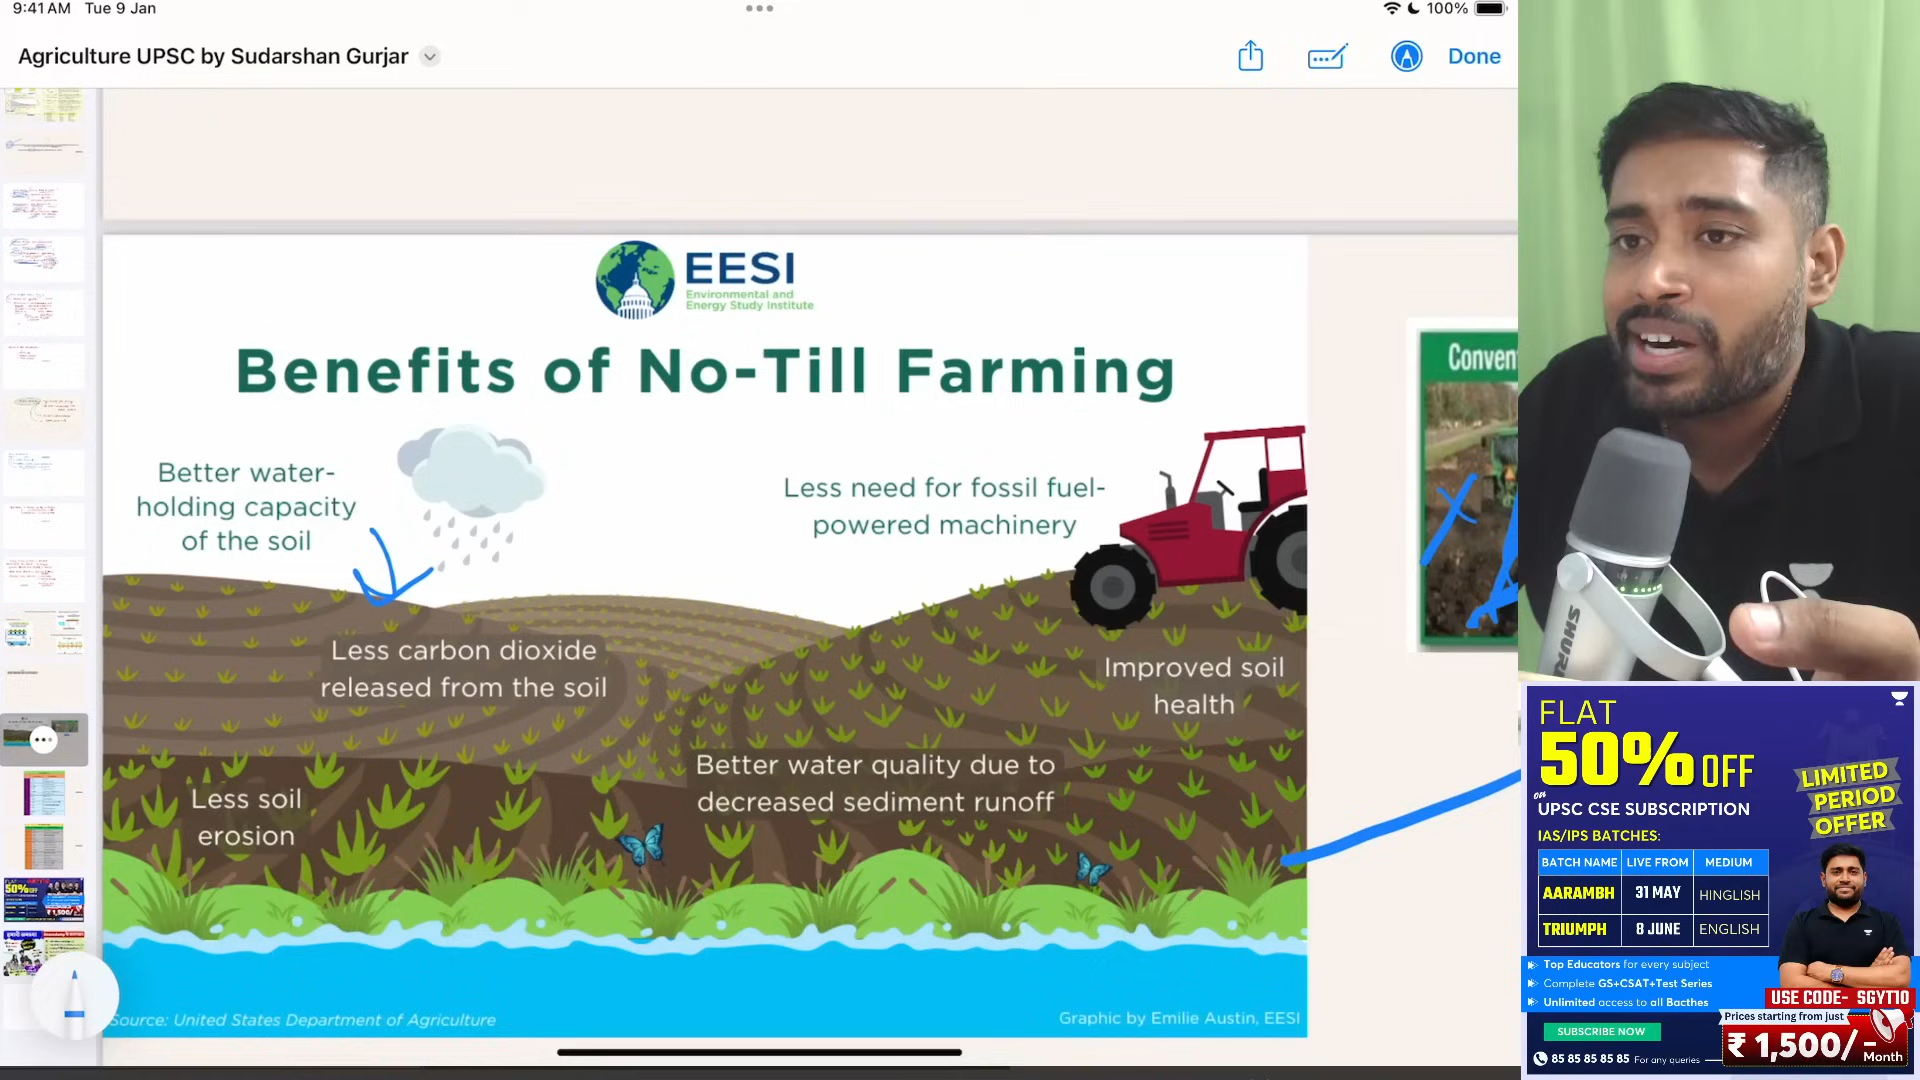 9:41 AM Tue 9 Jan
100%
Agriculture UPSC by Sudarshan Gurjar
Done
EESI
Environmental and
Energy Study Institute
Benefits of No-Till Farming
Better water-
holding capacity
of the soil
Less need for fossil fuel-
powered machinery
Less carbon dioxide
released from the soil
Improved soil
health
Better water quality due to
decreased sediment runoff
Less soil
erosion
Source: United States Department of Agriculture
Graphic by Emilie Austin, EESI
Conven
SHURE
FLAT
50% OFF
on
UPSC CSE SUBSCRIPTION
LIMITED
PERIOD
OFFER
IAS/IPS BATCHES:
BATCH NAME LIVE FROM MEDIUM
AARAMBH 31 MAY HINGLISH
TRIUMPH 8 JUNE ENGLISH
Top Educators for every subject
Complete GS+CSAT+Test Series
Unlimited access to all Bacthes
USE CODE- SGYT10
SUBSCRIBE NOW
Prices starting from just
₹ 1,500/-
Month
85 85 85 85 85 For any queries